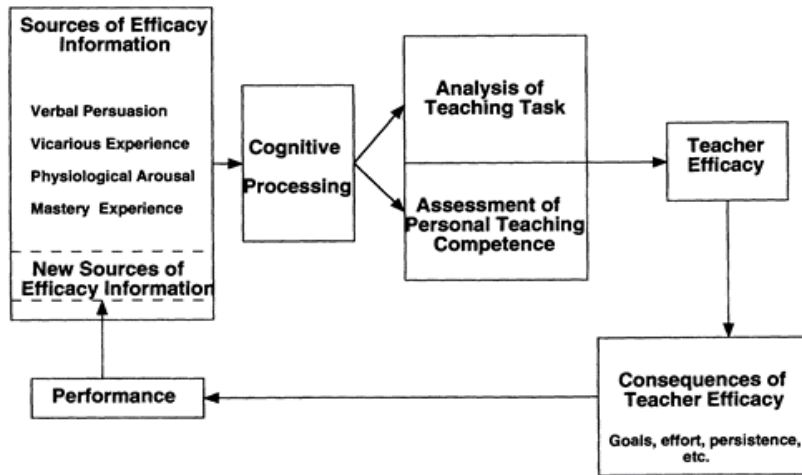 Sources of Efficacy
Information
Verbal Persuasion
Vicarious Experience
Physiological Arousal
Mastery Experience
New Sources of
Efficacy Information
Cognitive
Processing
Analysis of
Teaching Task
Assessment of
Personal Teaching
Competence
Teacher
Efficacy
Consequences of
Teacher Efficacy
Goals, effort, persistence,
etc.
Performance